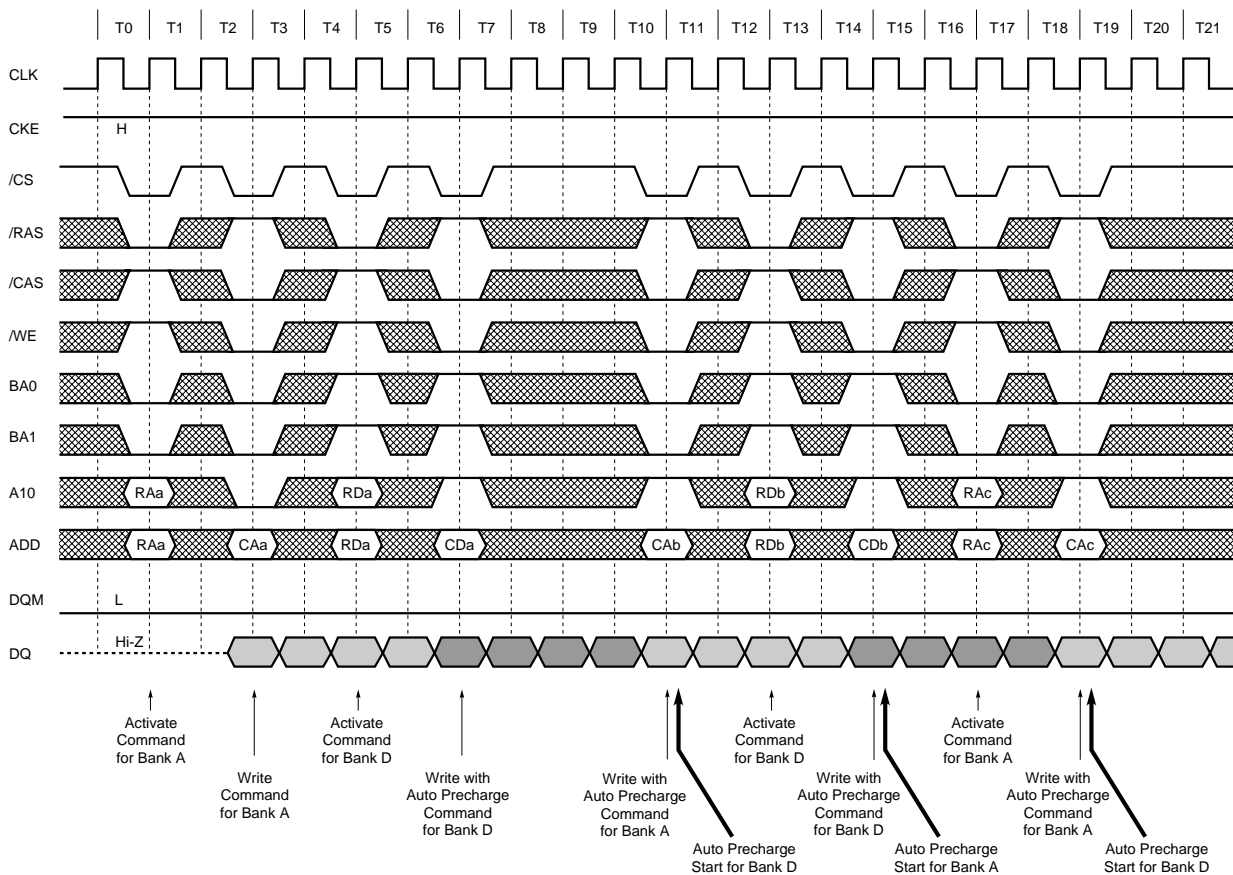 T0 T1 T2 T3 T4 T5 T6 T7 T8 T9 T10 T11 T12 T13 T14 T15 T16 T17 T18 T19 T20 T21
CLK
CKE H
/CS
/RAS
/CAS
/WE
BA0
BA1
A10 RAa RDa RDb RAc
ADD RAa CAa RDa CDa CAb RDb CDb RAc CAc
DQM L
DQ Hi-Z
Activate
Command
for Bank A
Write
Command
for Bank A
Activate
Command
for Bank D
Write with
Auto Precharge
Command
for Bank D
Write with
Auto Precharge
Command
for Bank A
Auto Precharge
Start for Bank D
Activate
Command
for Bank D
Write with
Auto Precharge
Command
for Bank D
Auto Precharge
Start for Bank A
Activate
Command
for Bank A
Write with
Auto Precharge
Command
for Bank A
Auto Precharge
Start for Bank D